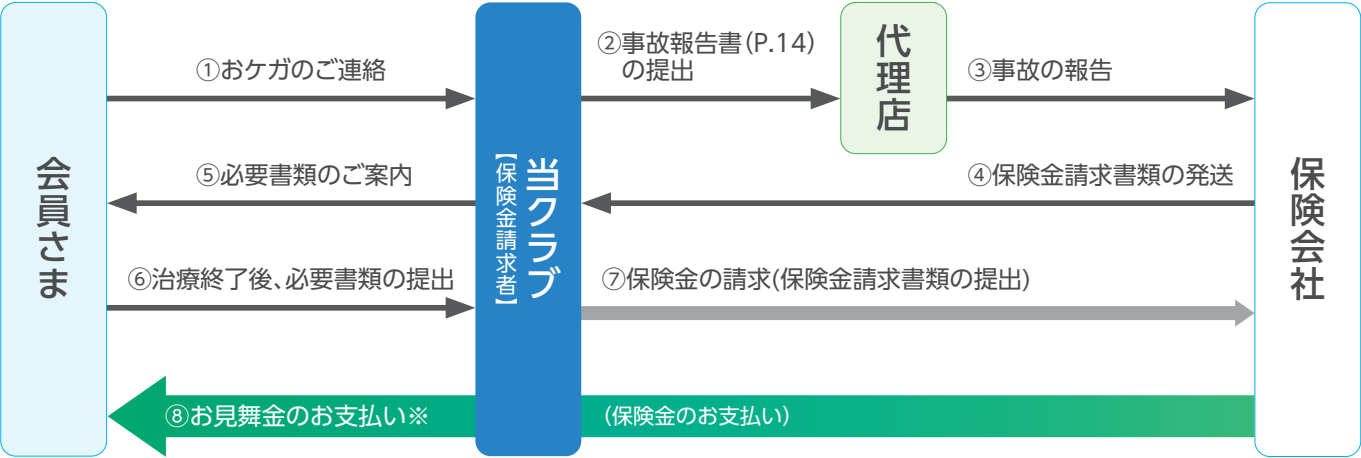 会員さま
当クラブ
【保険金請求者】
代理店
保険会社
①おケガのご連絡
②事故報告書(P.14)
の提出
③事故の報告
④保険金請求書類の発送
⑤必要書類のご案内
⑥治療終了後、必要書類の提出
⑦保険金の請求(保険金請求書類の提出)
⑧お見舞金のお支払い※
(保険金のお支払い)